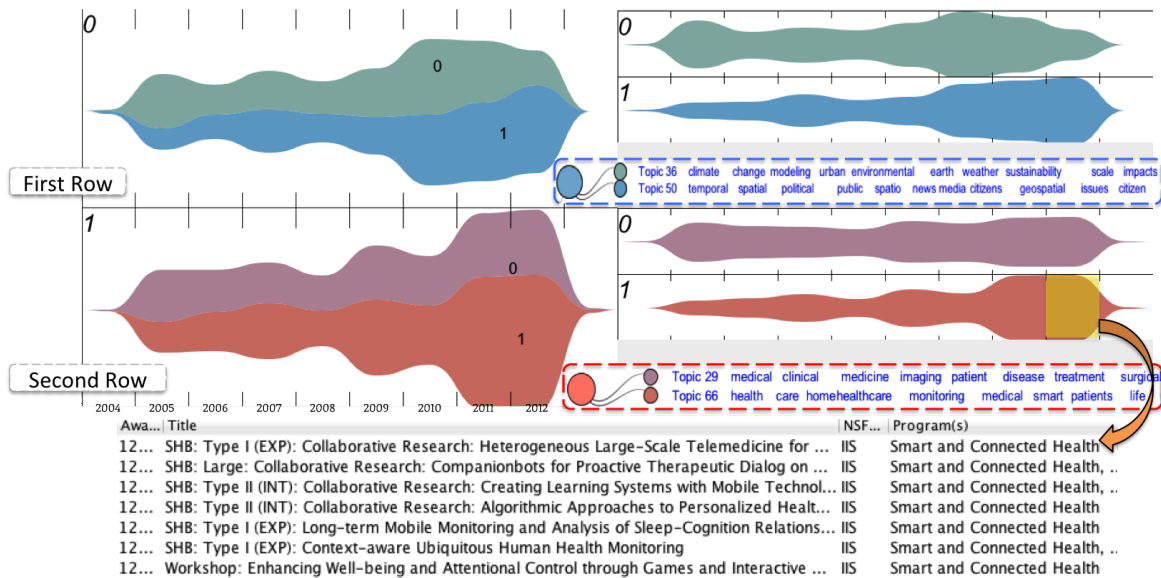 0
0
1
First Row
0
1
Topic 36 climate change modeling urban environmental earth weather sustainability scale impacts
Topic 50 temporal spatial political public spatio news media citizens geospatial issues citizen
1
0
1
Second Row
2004 2005 2006 2007 2008 2009 2010 2011 2012
0
1
Topic 29 medical clinical medicine imaging patient disease treatment surgical
Topic 66 health care homehealthcare monitoring medical smart patients life
Awa... Title NSF... Program(s)
12... SHB: Type I (EXP): Collaborative Research: Heterogeneous Large-Scale Telemedicine for ... IIS Smart and Connected Health
12... SHB: Large: Collaborative Research: Companionbots for Proactive Therapeutic Dialog on ... IIS Smart and Connected Health, ..
12... SHB: Type II (INT): Collaborative Research: Creating Learning Systems with Mobile Technol... IIS Smart and Connected Health, ..
12... SHB: Type II (INT): Collaborative Research: Algorithmic Approaches to Personalized Healt... IIS Smart and Connected Health
12... SHB: Type I (EXP): Long-term Mobile Monitoring and Analysis of Sleep-Cognition Relations... IIS Smart and Connected Health
12... SHB: Type I (EXP): Context-aware Ubiquitous Human Health Monitoring IIS Smart and Connected Health, ..
12... Workshop: Enhancing Well-being and Attentional Control through Games and Interactive ... IIS Smart and Connected Health